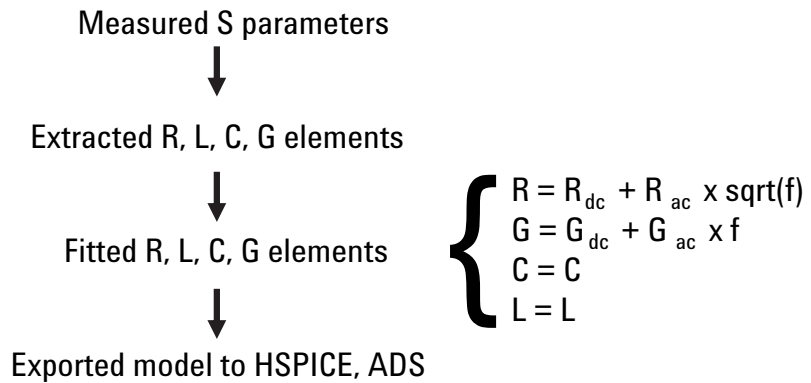 Measured S parameters
Extracted R, L, C, G elements
Fitted R, L, C, G elements
R = R dc + R ac x sqrt(f)
G = G dc + G ac x f
C = C
L = L
Exported model to HSPICE, ADS